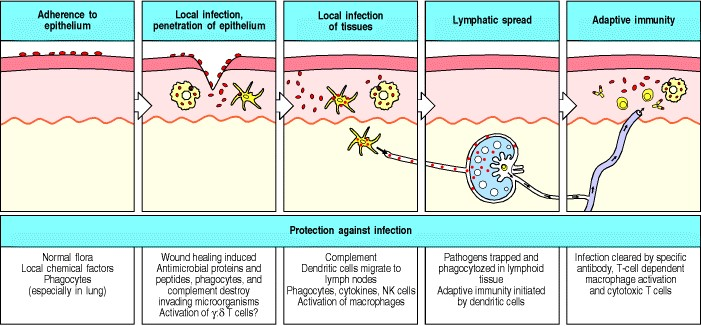 Adherence to
epithelium
Local infection,
penetration of epithelium
Local infection
of tissues
Lymphatic spread
Adaptive immunity
Protection against infection
Normal flora
Local chemical factors
Phagocytes
(especially in lung)
Wound healing induced
Antimicrobial proteins and
peptides, phagocytes, and
complement destroy
invading microorganisms
Activation of γ:δ T cells?
Complement
Dendritic cells migrate to
lymph nodes
Phagocytes, cytokines, NK cells
Activation of macrophages
Pathogens trapped and
phagocytozed in lymphoid
tissue
Adaptive immunity initiated
by dendritic cells
Infection cleared by specific
antibody, T-cell dependent
macrophage activation
and cytotoxic T cells